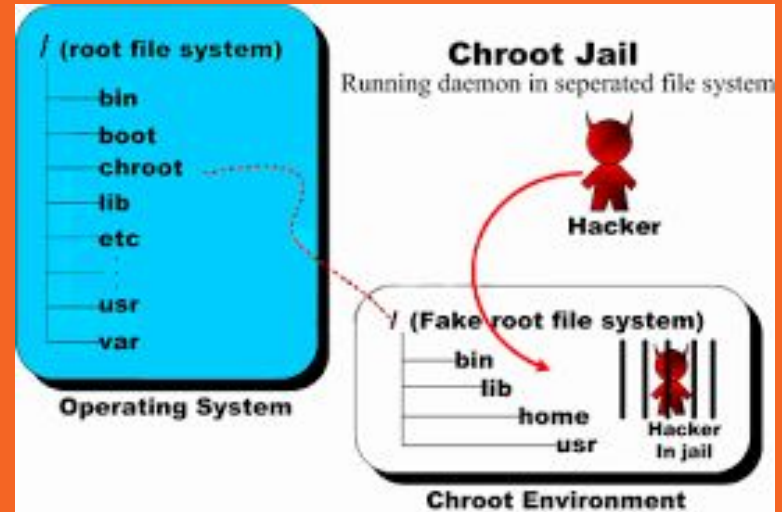 / (root file system)
bin
boot
chroot
lib
etc
usr
var
Operating System
Chroot Jail
Running daemon in seperated file system
Hacker
/ (Fake root file system)
bin
lib
home
usr
Hacker
In jail
Chroot Environment